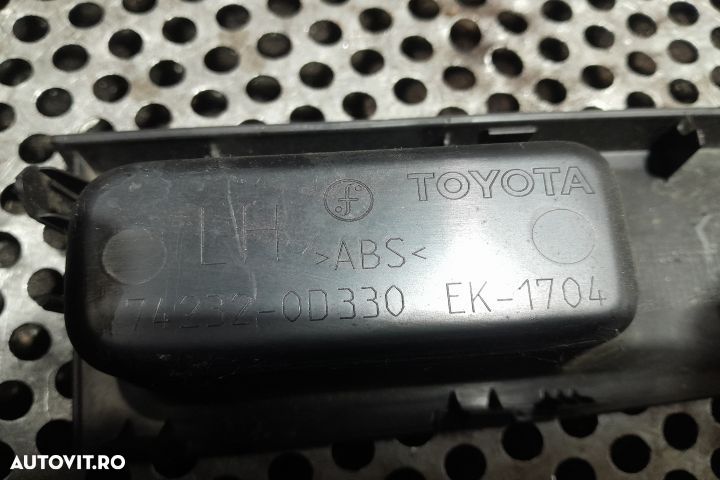 TOYOTA
LH
>ABS<
74232-0D330 EK-1704
AUTOVIT.RO